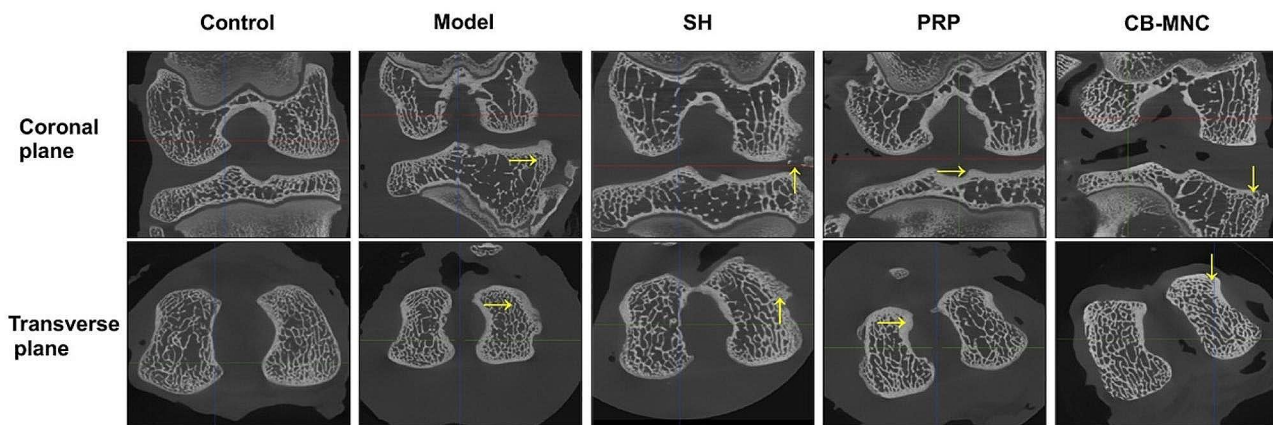 Control Model SH PRP CB-MNC
Coronal
plane
Transverse
plane